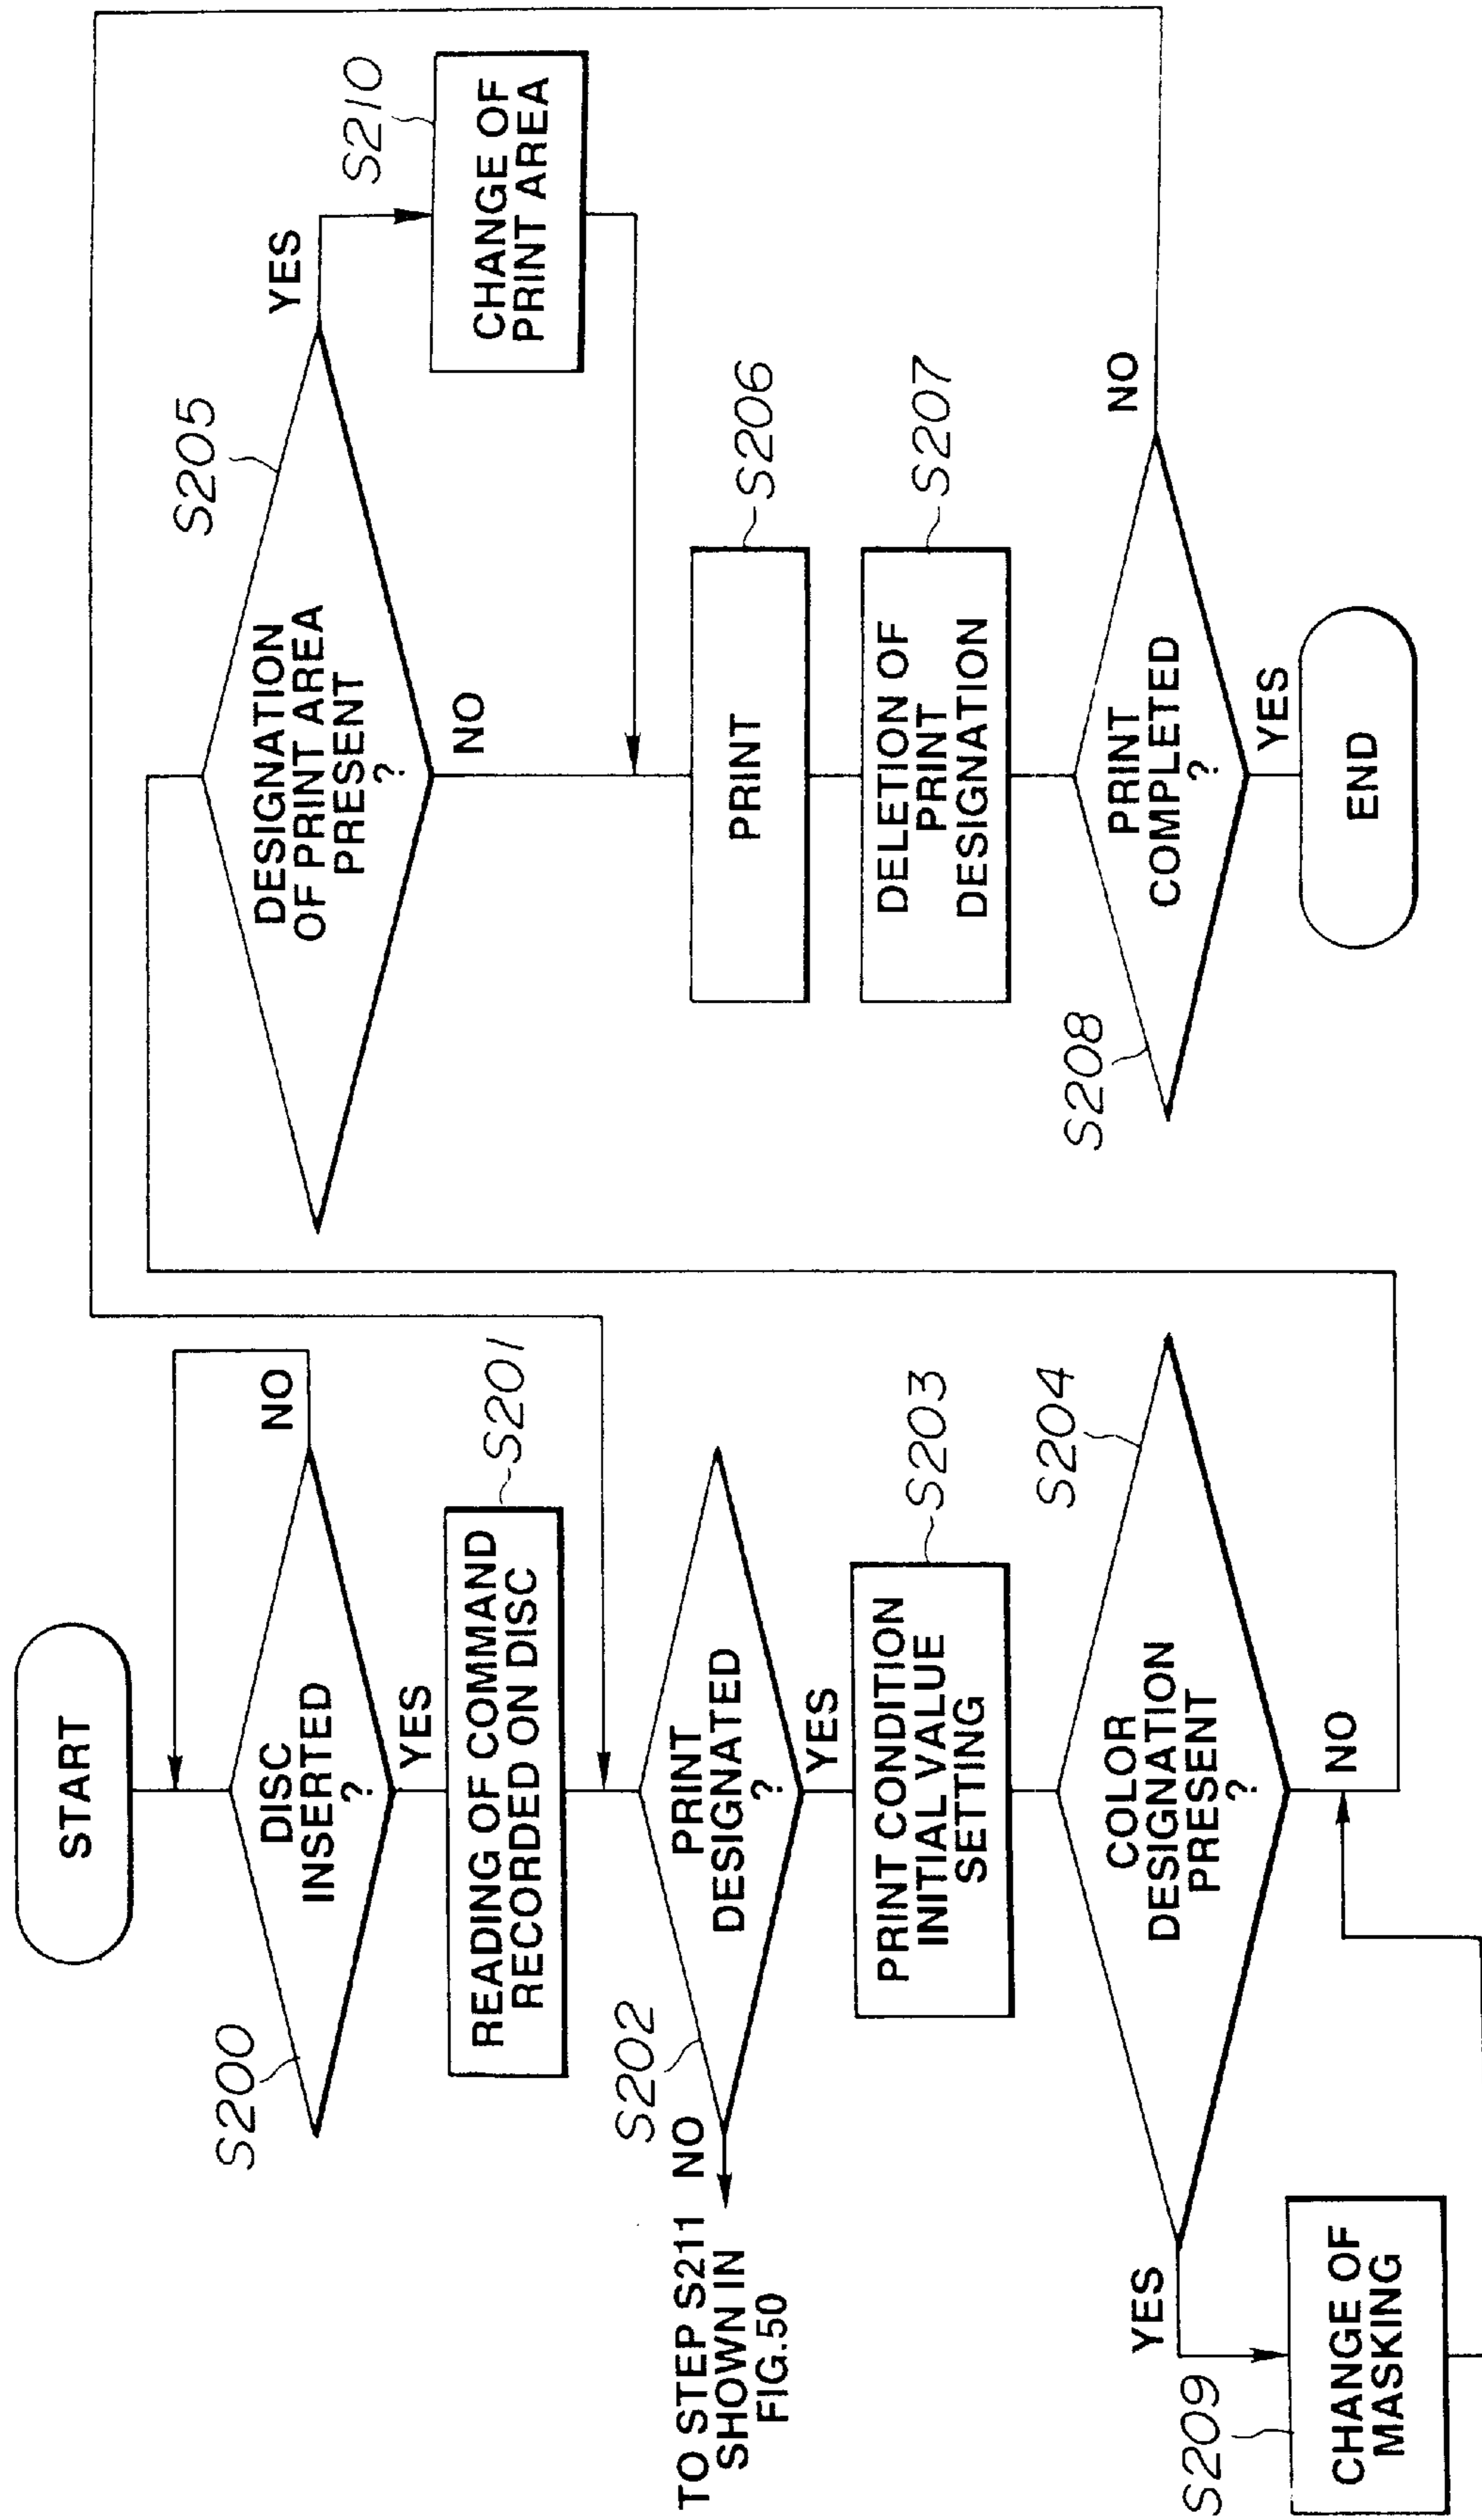 START
S200
DISC
INSERTED
?
NO
YES
READING OF COMMAND
RECORDED ON DISC
S201
S202
PRINT
DESIGNATED
?
NO
TO STEP S211
SHOWN IN
FIG.50
YES
PRINT CONDITION
INITIAL VALUE
SETTING
S203
S204
COLOR
DESIGNATION
PRESENT
?
YES
NO
S209
CHANGE OF
MASKING
S205
DESIGNATION
OF PRINT AREA
PRESENT
?
YES
NO
S210
CHANGE OF
PRINT AREA
PRINT
S206
DELETION OF
PRINT
DESIGNATION
S207
S208
PRINT
COMPLETED
?
NO
YES
END